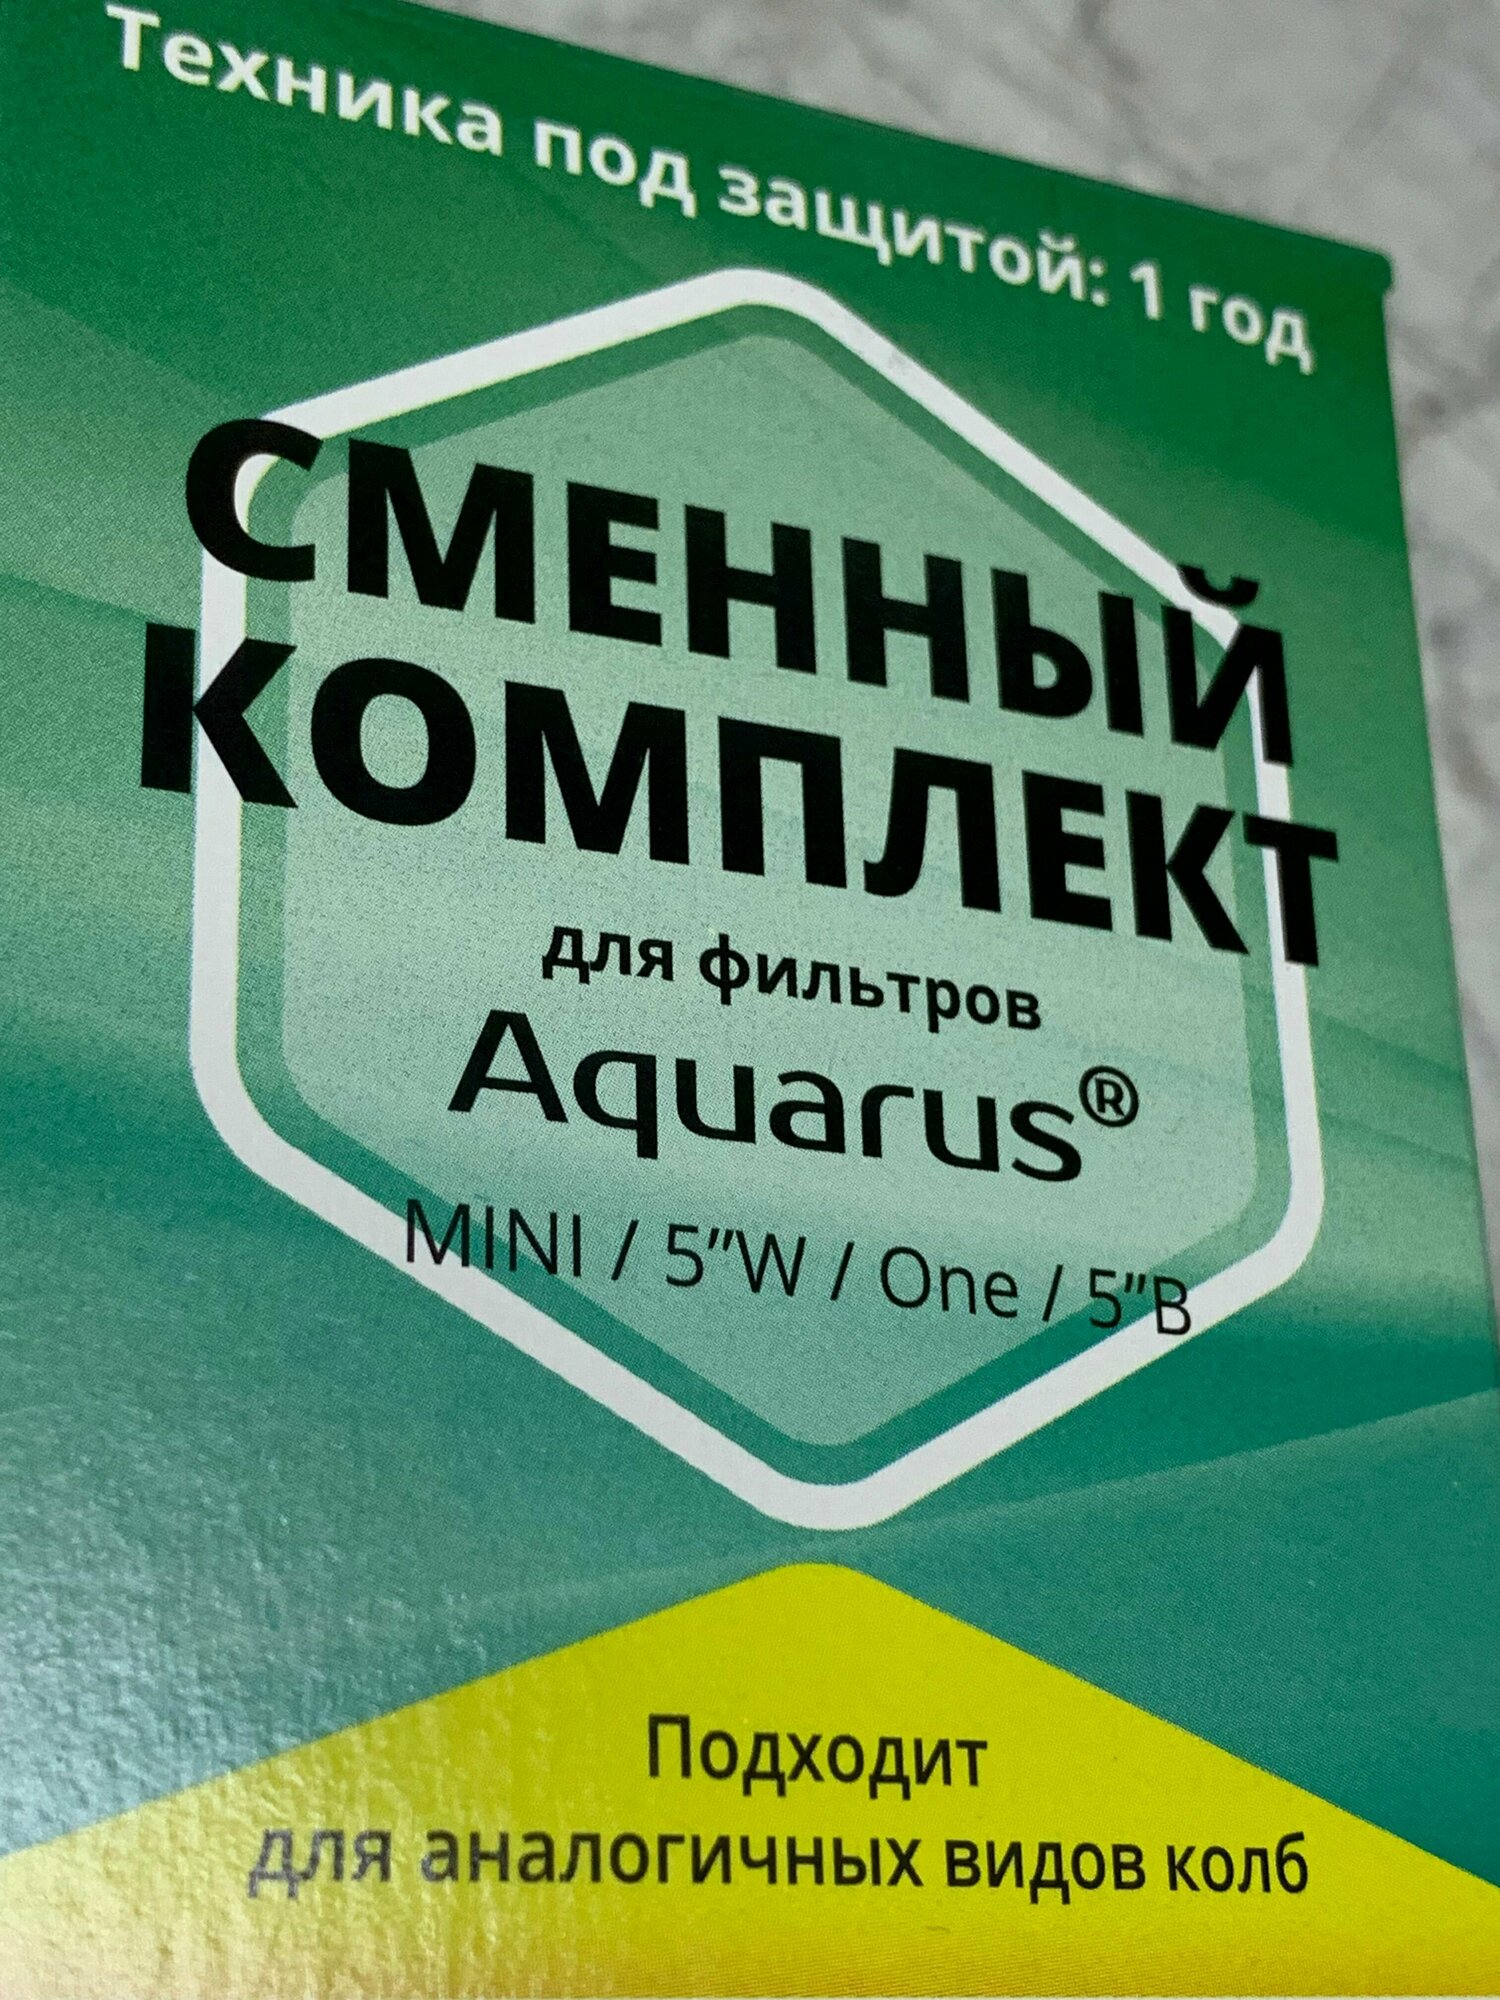 Техника под защитой: 1 год
СМЕННЫЙ
КОМПЛЕКТ
для фильтров
Aquarus®
MINI / 5”W / One / 5”B
Подходит
для аналогичных видов колб